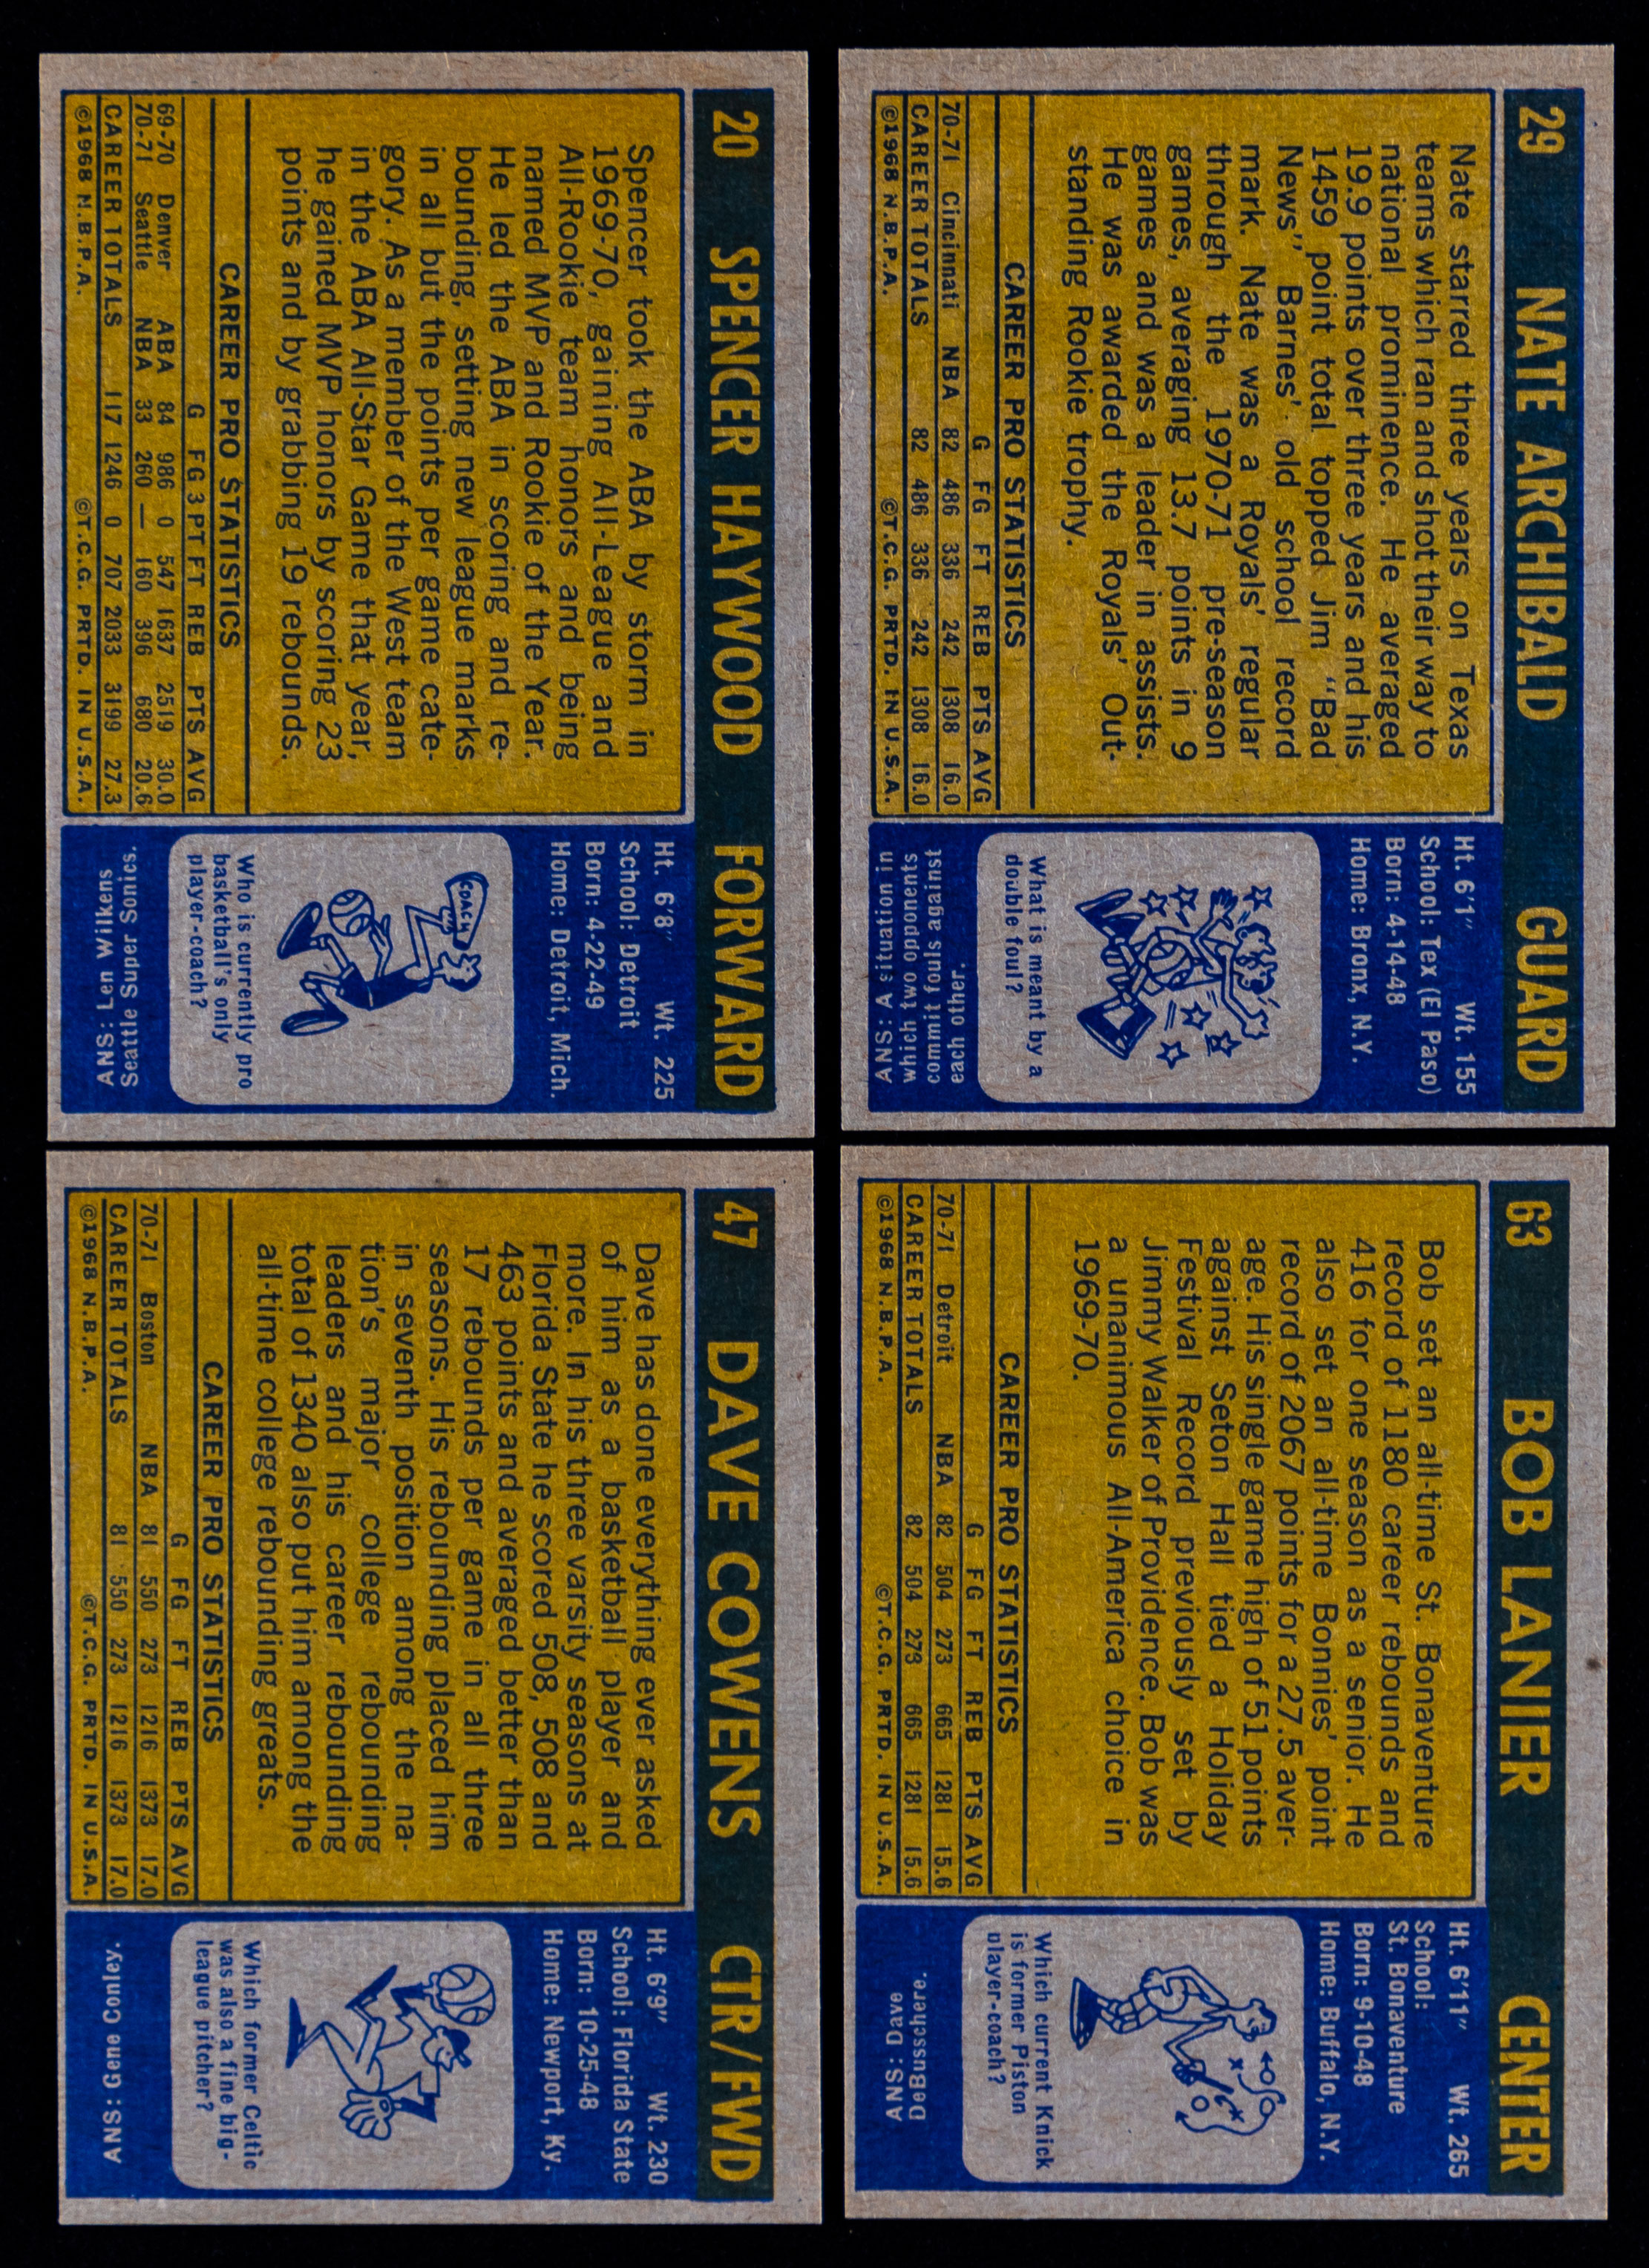 20 SPENCER HAYWOOD FORWARD
Spencer took the ABA by storm in
1969-70, gaining All-League and
All-Rookie team honors and being
named MVP and Rookie of the Year.
He led the ABA in scoring and re-
bounding, setting new league marks
in all but the points per game cate-
gory. As a member of the West team
in the ABA All-Star Game that year,
he gained MVP honors by scoring 23
points and by grabbing 19 rebounds.
CAREER PRO STATISTICS
G FG 3PT FT REB PTS AVG
69-70 Denver ABA 84 986 0 547 1637 2519 30.0
70-71 Seattle NBA 33 260 — 160 396 680 20.6
CAREER TOTALS 117 1246 0 707 2033 3199 27.3
©1968 N.B.P.A. ©T.C.G. PRTD. IN U.S.A.
Ht. 6'8" Wt. 225
School: Detroit
Born: 4-22-49
Home: Detroit, Mich.
COACH
Who is currently pro
basketball's only
player-coach?
ANS: Len Wilkens
Seattle Super Sonics.
29 NATE ARCHIBALD GUARD
Nate starred three years on Texas
teams which ran and shot their way to
national prominence. He averaged
19.9 points over three years and his
1459 point total topped Jim "Bad
News" Barnes' old school record
mark. Nate was a Royals' regular
through the 1970-71 pre-season
games, averaging 13.7 points in 9
games and was a leader in assists.
He was awarded the Royals' Out-
standing Rookie trophy.
CAREER PRO STATISTICS
G FG FT REB PTS AVG
70-71 Cincinnati NBA 82 486 336 242 1308 16.0
CAREER TOTALS 82 486 336 242 1308 16.0
©1968 N.B.P.A. ©T.C.G. PRTD. IN U.S.A.
Ht. 6'1" Wt. 155
School: Tex (El Paso)
Born: 4-14-48
Home: Bronx, N.Y.
What is meant by a
double foul?
ANS: A situation in
which two opponents
commit fouls against
each other.
47 DAVE COWENS CTR/FWD
Dave has done everything ever asked
of him as a basketball player and
more. In his three varsity seasons at
Florida State he scored 508, 508 and
463 points and averaged better than
17 rebounds per game in all three
seasons. His rebounding placed him
in seventh position among the na-
tion's major college rebounding
leaders and his career rebounding
total of 1340 also put him among the
all-time college rebounding greats.
CAREER PRO STATISTICS
G FG FT REB PTS AVG
70-71 Boston NBA 81 550 273 1216 1373 17.0
CAREER TOTALS 81 550 273 1216 1373 17.0
©1968 N.B.P.A. ©T.C.G. PRTD. IN U.S.A.
Ht. 6'9" Wt. 230
School: Florida State
Born: 10-25-48
Home: Newport, Ky.
Which former Celtic
was also a fine big-
league pitcher?
ANS: Gene Conley.
63 BOB LANIER CENTER
Bob set an all-time St. Bonaventure
record of 1180 career rebounds and
416 for one season as a senior. He
also set an all-time Bonnies' point
record of 2067 points for a 27.5 aver-
age. His single game high of 51 points
against Seton Hall tied a Holiday
Festival Record previously set by
Jimmy Walker of Providence. Bob was
a unanimous All-America choice in
1969-70.
CAREER PRO STATISTICS
G FG FT REB PTS AVG
70-71 Detroit NBA 82 504 273 665 1281 15.6
CAREER TOTALS 82 504 273 665 1281 15.6
©1968 N.B.P.A. ©T.C.G. PRTD. IN U.S.A.
Ht. 6'11" Wt. 265
School:
St. Bonaventure
Born: 9-10-48
Home: Buffalo, N.Y.
Which current Knick
is former Piston
player-coach?
ANS: Dave
DeBusschere.